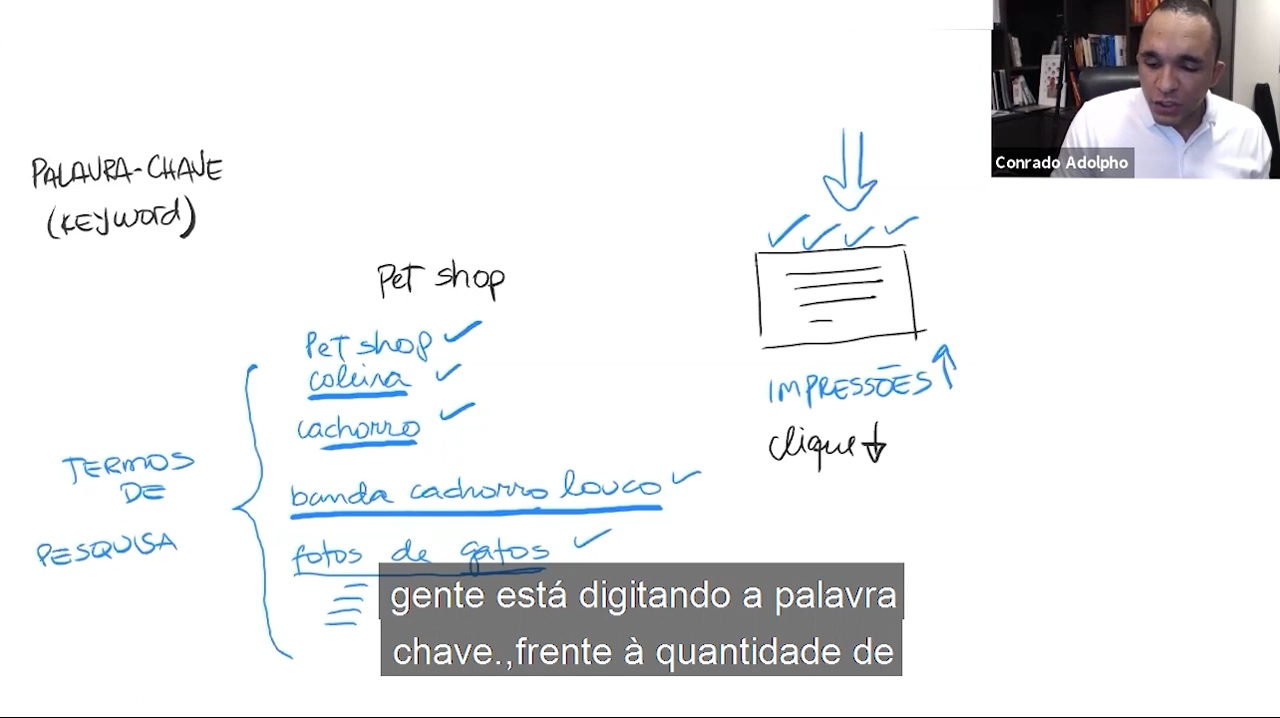 Conrado Adolpho
PALAVRA-CHAVE
(KEYword)
Pet shop
Pet shop
coleira
cachorro
banda cachorro louco
fotos de gatos
TERMOS
DE
PESQUISA
IMPRESSÕES
clique
gente está digitando a palavra
chave.,frente à quantidade de